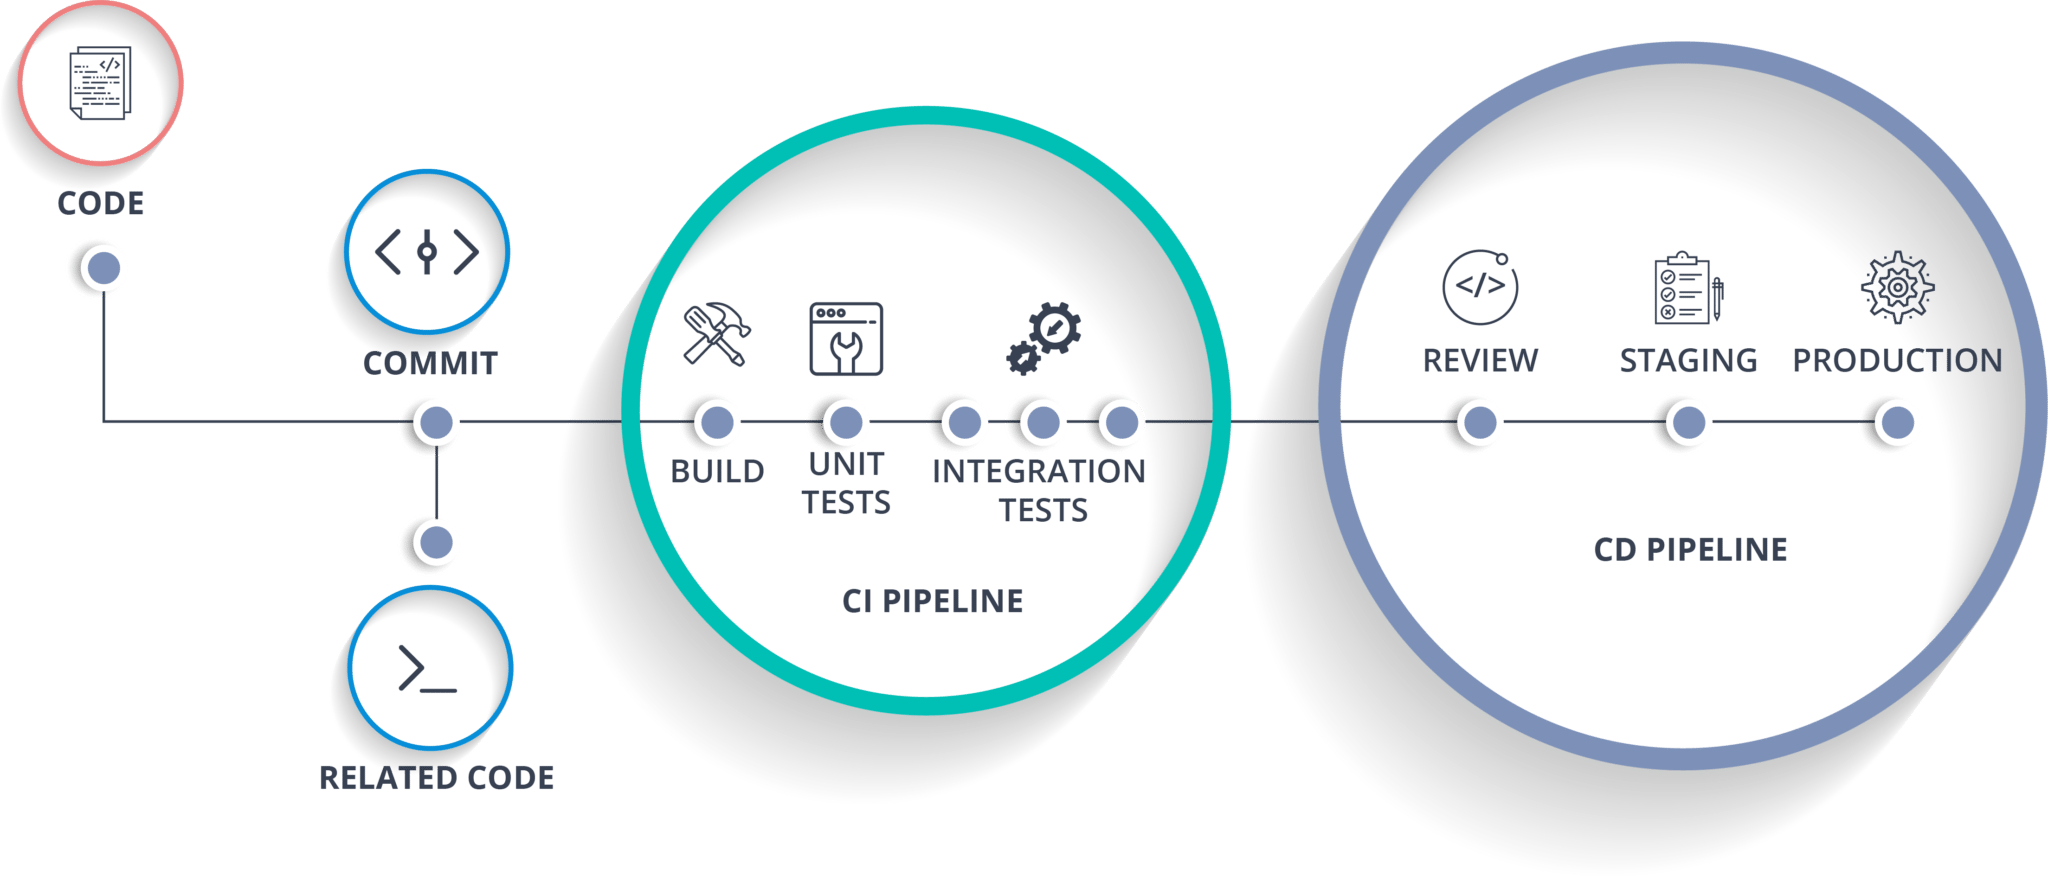 CODE
COMMIT
RELATED CODE
BUILD
UNIT
TESTS
INTEGRATION
TESTS
CI PIPELINE
REVIEW
STAGING
PRODUCTION
CD PIPELINE